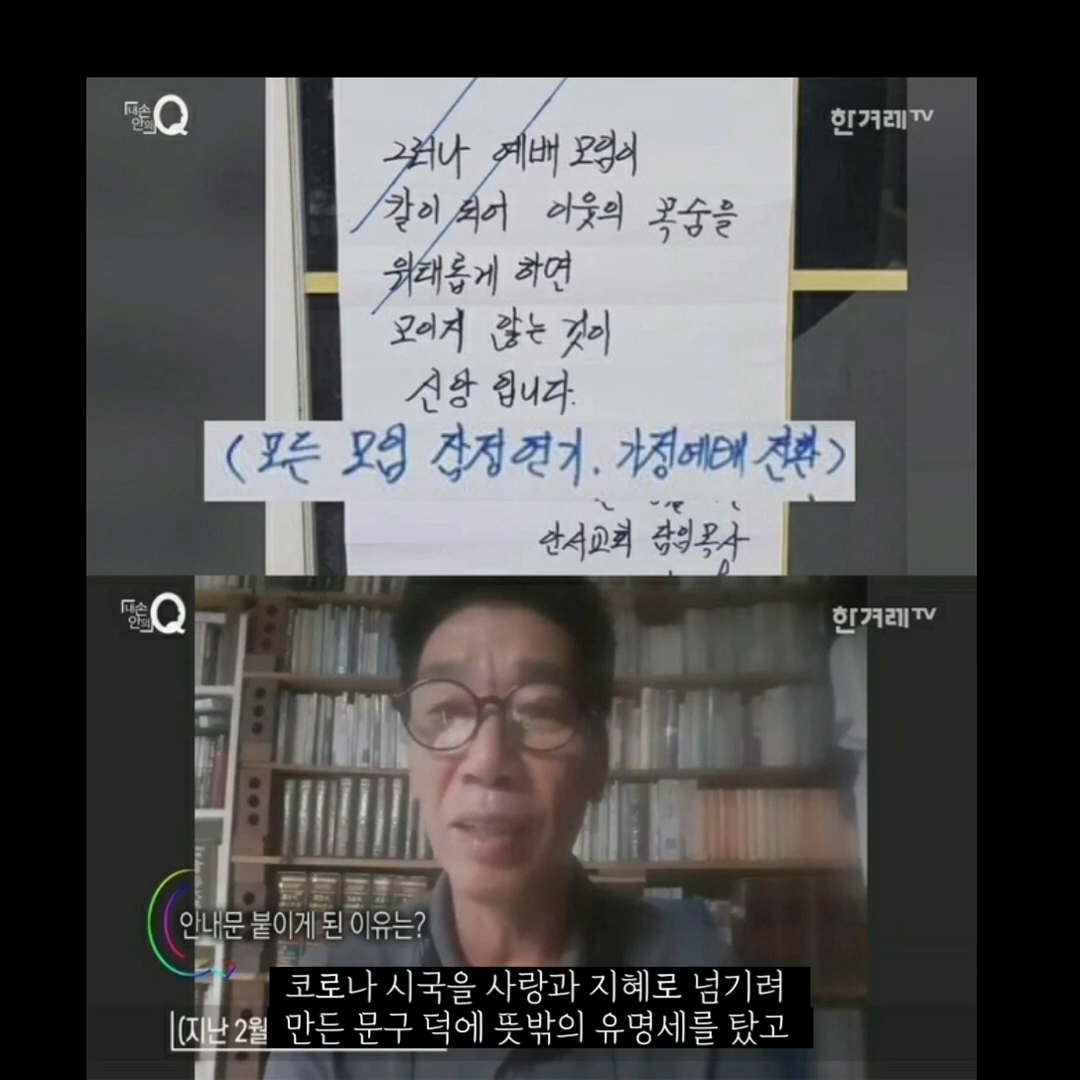 「내손
안의」Q
한겨레TV
그러나 예배 모임이
칼이 되어 이웃의 목숨을
위태롭게 하면
모이지 않는 것이
신앙 입니다.
(모든 모임 잠정연기. 가정예배 전환)
안서교회 담임목사
「내손
안의」Q
한겨레TV
안내문 붙이게 된 이유는?
(지난 2월
코로나 시국을 사랑과 지혜로 넘기려
만든 문구 덕에 뜻밖의 유명세를 탔고